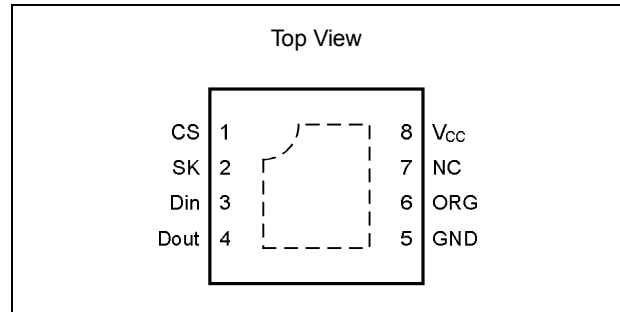 Top View
CS 1 8 VCC
SK 2 7 NC
Din 3 6 ORG
Dout 4 5 GND